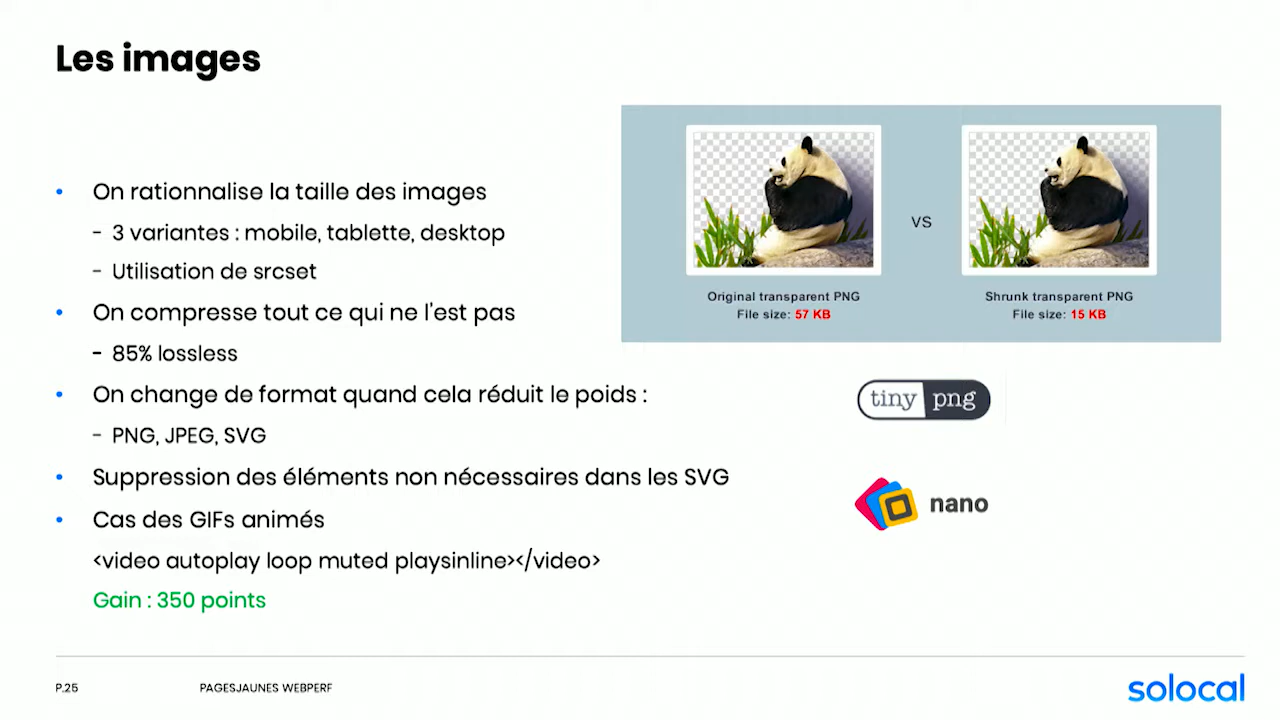 Les images
• On rationnalise la taille des images
- 3 variantes : mobile, tablette, desktop
- Utilisation de srcset
• On compresse tout ce qui ne l'est pas
- 85% lossless
• On change de format quand cela réduit le poids :
- PNG, JPEG, SVG
• Suppression des éléments non nécessaires dans les SVG
• Cas des GIFs animés
<video autoplay loop muted playsinline></video>
Gain : 350 points
Original transparent PNG
File size: 57 KB
vs
Shrunk transparent PNG
File size: 15 KB
tiny png
nano
P.25
PAGESJAUNES WEBPERF
solocal